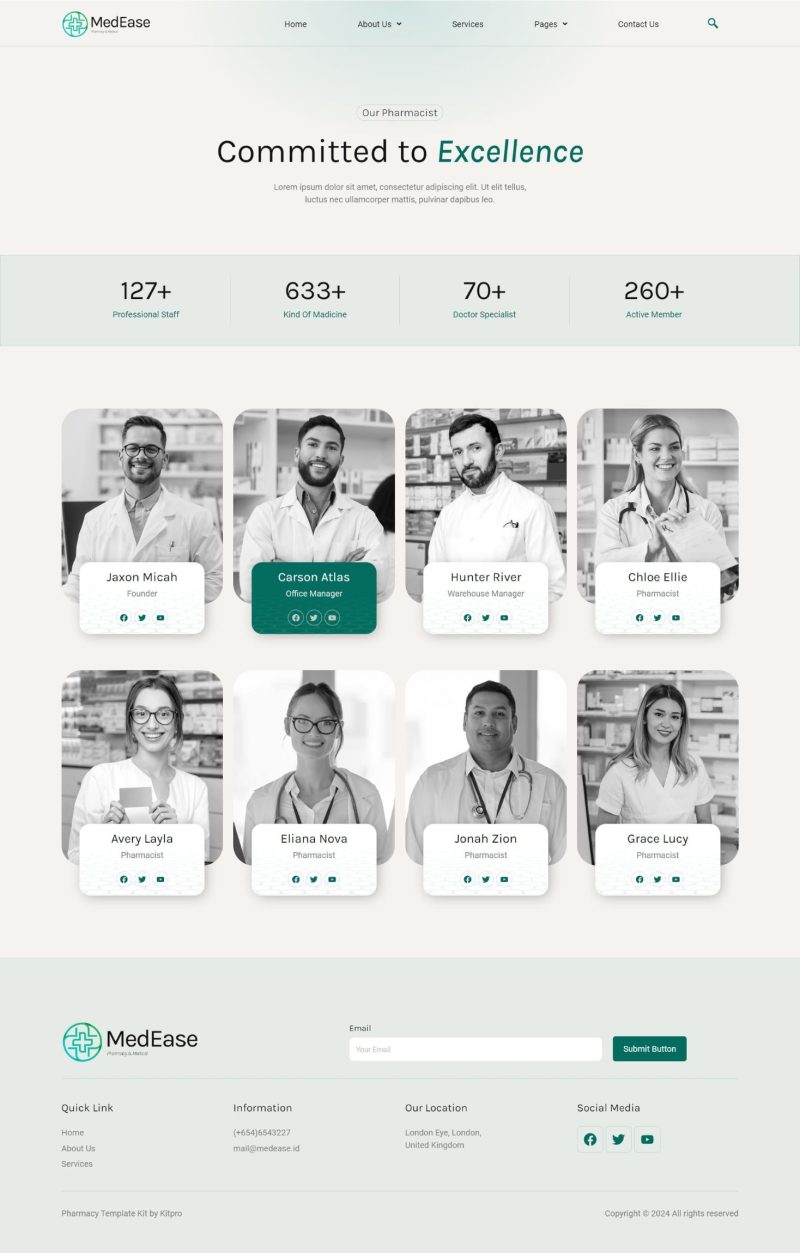 MedEase
Pharmacy & Medical
Home
About Us
Services
Pages
Contact Us
Our Pharmacist
Committed to Excellence
Lorem ipsum dolor sit amet, consectetur adipiscing elit. Ut elit tellus,
luctus nec ullamcorper mattis, pulvinar dapibus leo.
127+
633+
70+
260+
Professional Staff
Kind Of Madicine
Doctor Specialist
Active Member
Jaxon Micah
Founder
Carson Atlas
Office Manager
Hunter River
Warehouse Manager
Chloe Ellie
Pharmacist
Avery Layla
Pharmacist
Eliana Nova
Pharmacist
Jonah Zion
Pharmacist
Grace Lucy
Pharmacist
MedEase
Pharmacy & Medical
Email
Your Email
Submit Button
Quick Link
Home
About Us
Services
Information
(+654)6543227
mail@medease.id
Our Location
London Eye, London,
United Kingdom
Social Media
Pharmacy Template Kit by Kitpro
Copyright © 2024 All rights reserved